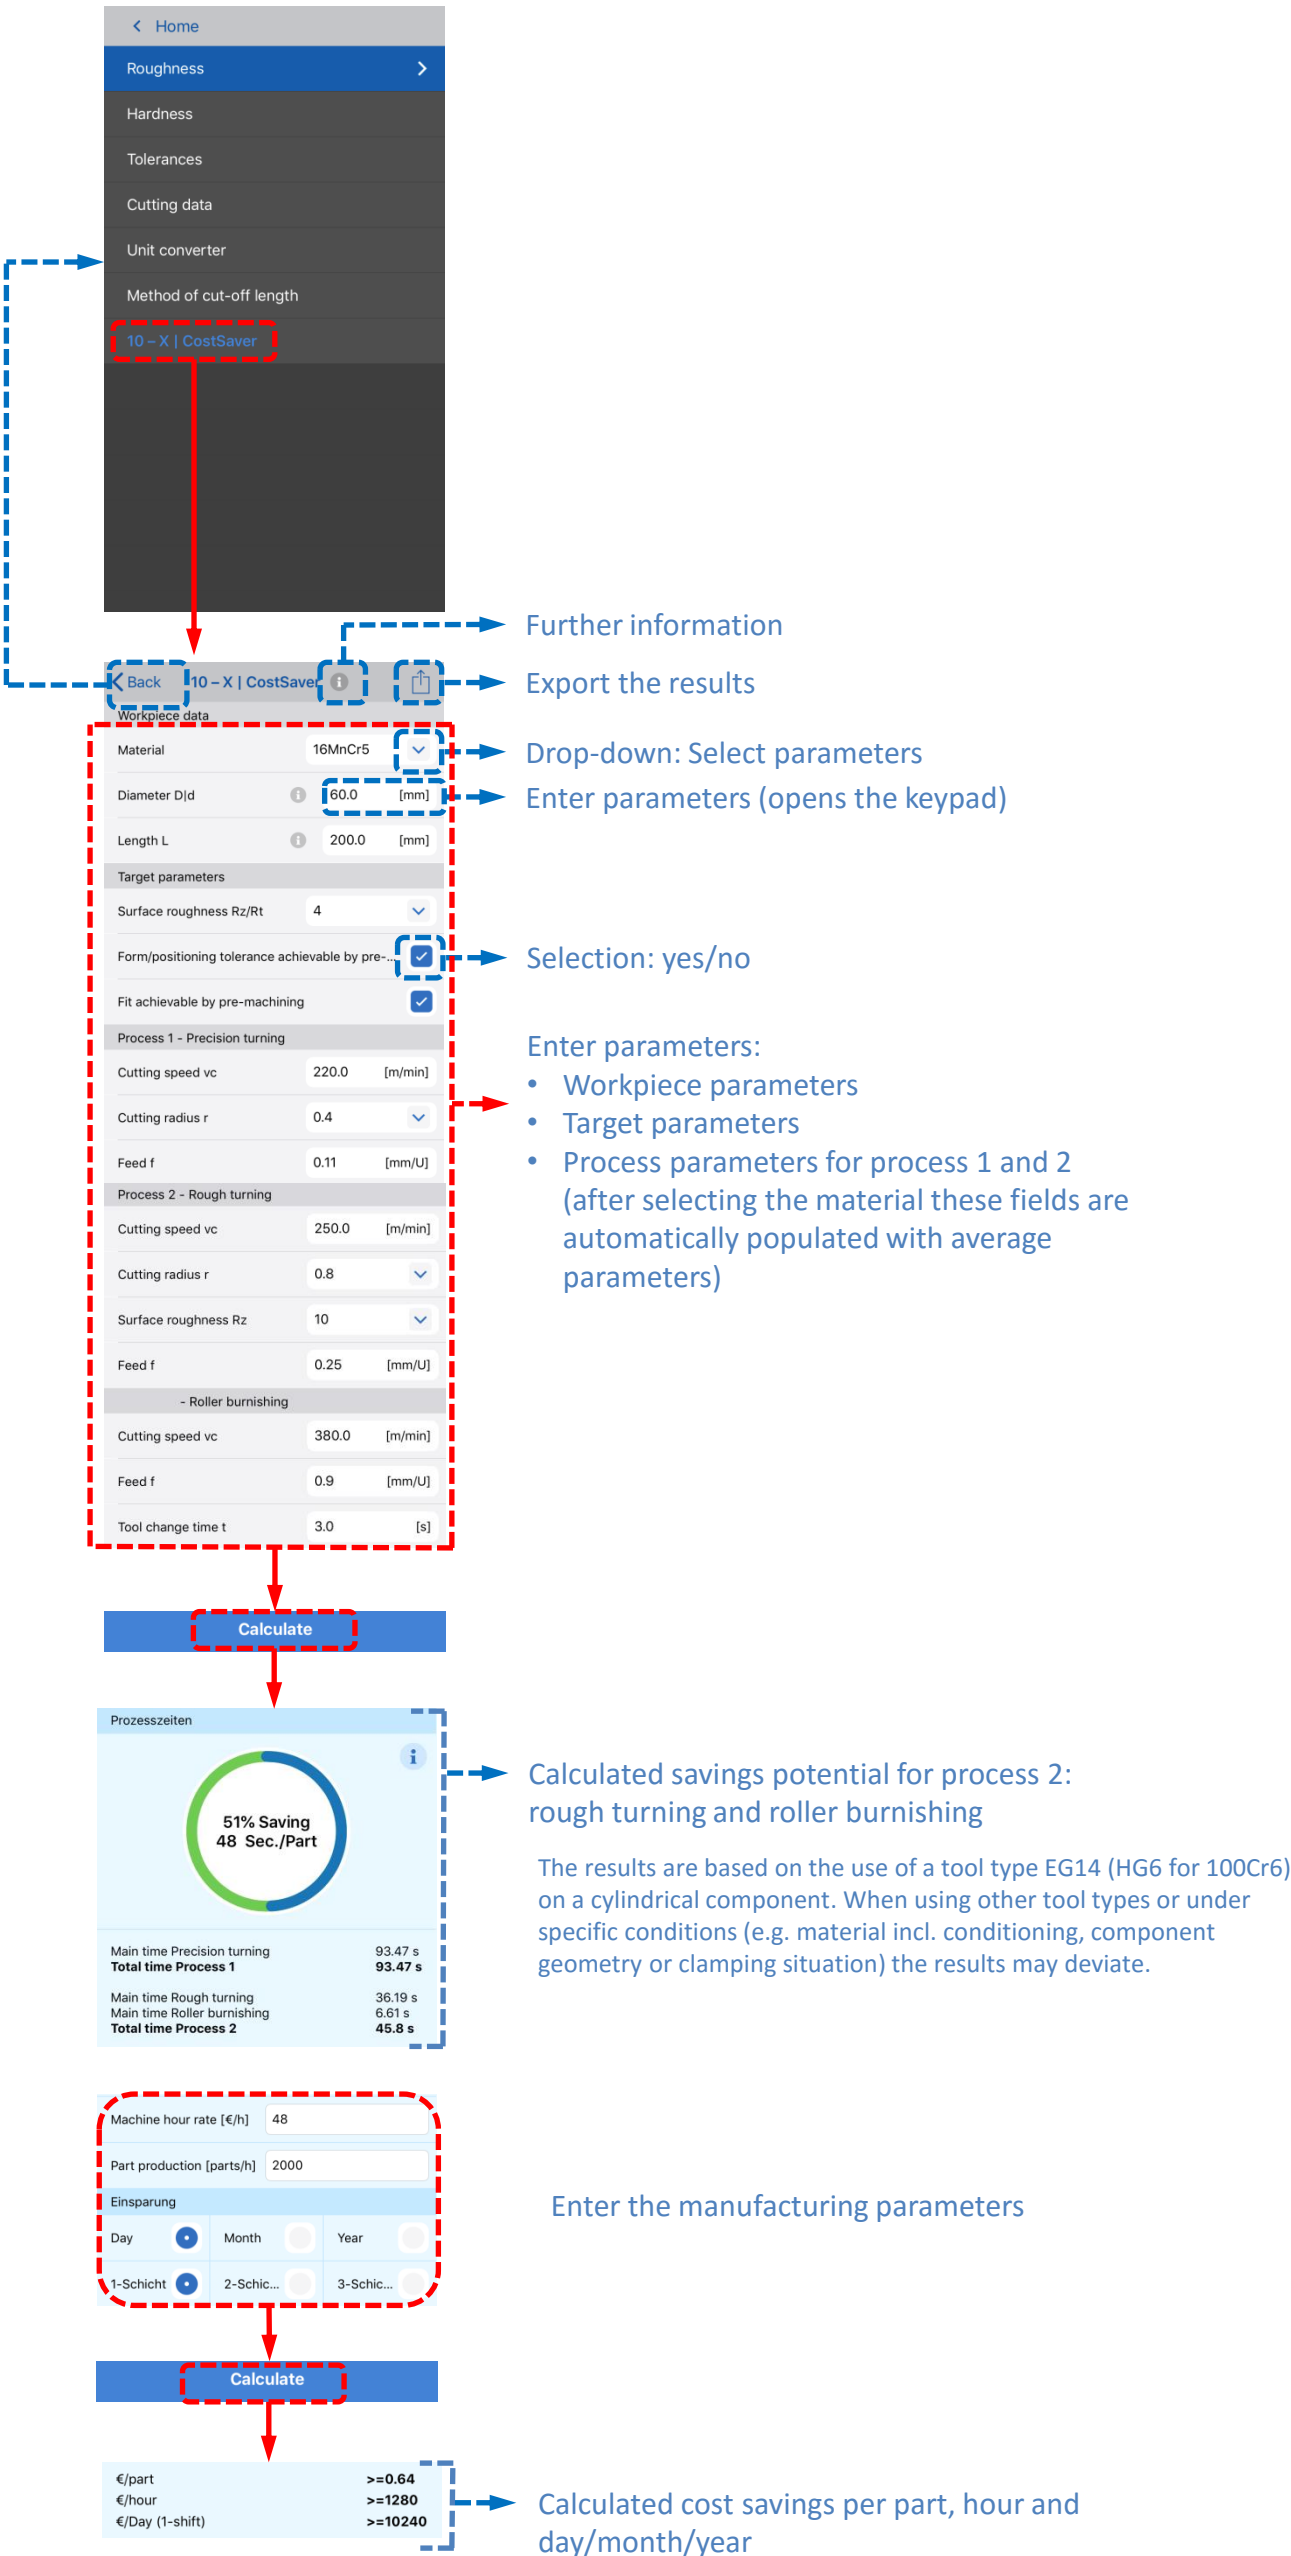 Home
Roughness
Hardness
Tolerances
Cutting data
Unit converter
Method of cut-off length
10 – X | CostSaver
Further information
Back 10 – X | CostSaver
Export the results
Workpiece data
Material 16MnCr5
Drop-down: Select parameters
Diameter D|d 60.0 [mm]
Enter parameters (opens the keypad)
Length L 200.0 [mm]
Target parameters
Surface roughness Rz/Rt 4
Form/positioning tolerance achievable by pre-...
Selection: yes/no
Fit achievable by pre-machining
Process 1 - Precision turning
Cutting speed vc 220.0 [m/min]
Cutting radius r 0.4
Feed f 0.11 [mm/U]
Enter parameters:
• Workpiece parameters
• Target parameters
• Process parameters for process 1 and 2
(after selecting the material these fields are
automatically populated with average
parameters)
Process 2 - Rough turning
Cutting speed vc 250.0 [m/min]
Cutting radius r 0.8
Surface roughness Rz 10
Feed f 0.25 [mm/U]
- Roller burnishing
Cutting speed vc 380.0 [m/min]
Feed f 0.9 [mm/U]
Tool change time t 3.0 [s]
Calculate
Prozesszeiten
51% Saving
48 Sec./Part
Main time Precision turning 93.47 s
Total time Process 1 93.47 s
Main time Rough turning 36.19 s
Main time Roller burnishing 6.61 s
Total time Process 2 45.8 s
Calculated savings potential for process 2:
rough turning and roller burnishing
The results are based on the use of a tool type EG14 (HG6 for 100Cr6)
on a cylindrical component. When using other tool types or under
specific conditions (e.g. material incl. conditioning, component
geometry or clamping situation) the results may deviate.
Machine hour rate [€/h] 48
Part production [parts/h] 2000
Einsparung
Day Month Year
1-Schicht 2-Schic... 3-Schic...
Enter the manufacturing parameters
Calculate
€/part >=0.64
€/hour >=1280
€/Day (1-shift) >=10240
Calculated cost savings per part, hour and
day/month/year